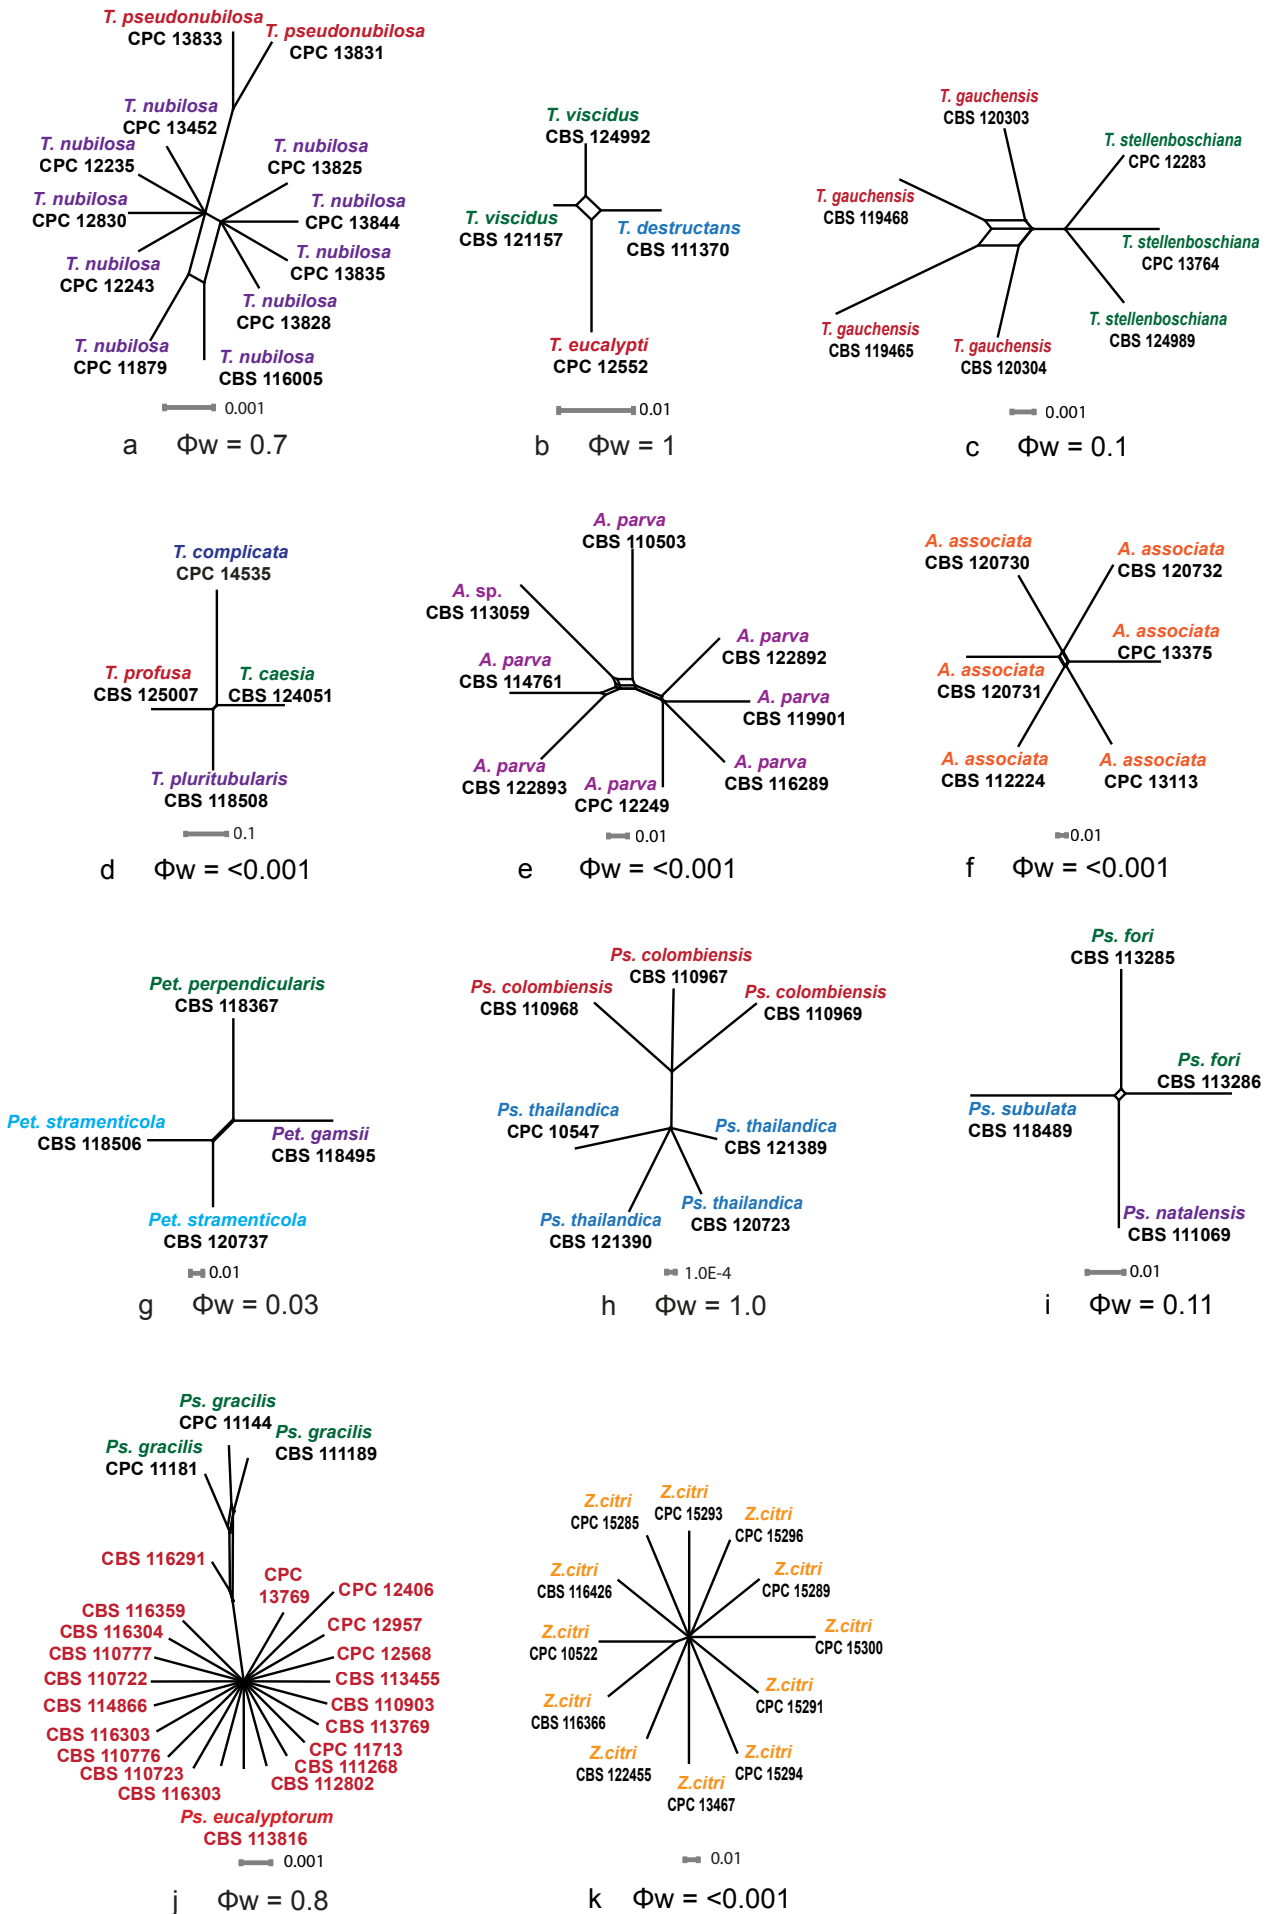 T. pseudonubilosa
CPC 13833
T. pseudonubilosa
CPC 13831
T. nubilosa
CPC 13452
T. nubilosa
CPC 12235
T. nubilosa
CPC 13825
T. nubilosa
CPC 12830
T. nubilosa
CPC 13844
T. nubilosa
CPC 12243
T. nubilosa
CPC 13835
T. nubilosa
CPC 13828
T. nubilosa
CPC 11879
T. nubilosa
CBS 116005
0.001
a Φw = 0.7
T. viscidus
CBS 124992
T. viscidus
CBS 121157
T. destructans
CBS 111370
T. eucalypti
CPC 12552
0.01
b Φw = 1
T. gauchensis
CBS 120303
T. stellenboschiana
CPC 12283
T. gauchensis
CBS 119468
T. stellenboschiana
CPC 13764
T. gauchensis
CBS 119465
T. gauchensis
CBS 120304
T. stellenboschiana
CBS 124989
0.001
c Φw = 0.1
T. complicata
CPC 14535
T. profusa
CBS 125007
T. caesia
CBS 124051
T. pluritubularis
CBS 118508
0.1
d Φw = <0.001
A. parva
CBS 110503
A. sp.
CBS 113059
A. parva
CBS 122892
A. parva
CBS 114761
A. parva
CBS 119901
A. parva
CBS 122893
A. parva
CPC 12249
A. parva
CBS 116289
0.01
e Φw = <0.001
A. associata
CBS 120730
A. associata
CBS 120732
A. associata
CPC 13375
A. associata
CBS 120731
A. associata
CBS 112224
A. associata
CPC 13113
0.01
f Φw = <0.001
Pet. perpendicularis
CBS 118367
Pet. stramenticola
CBS 118506
Pet. gamsii
CBS 118495
Pet. stramenticola
CBS 120737
0.01
g Φw = 0.03
Ps. colombiensis
CBS 110967
Ps. colombiensis
CBS 110968
Ps. colombiensis
CBS 110969
Ps. thailandica
CPC 10547
Ps. thailandica
CBS 121389
Ps. thailandica
CBS 121390
Ps. thailandica
CBS 120723
1.0E-4
h Φw = 1.0
Ps. fori
CBS 113285
Ps. fori
CBS 113286
Ps. subulata
CBS 118489
Ps. natalensis
CBS 111069
0.01
i Φw = 0.11
Ps. gracilis
CPC 11144
Ps. gracilis
CBS 111189
Ps. gracilis
CPC 11181
CBS 116291
CPC
13769
CPC 12406
CBS 116359
CPC 12957
CBS 116304
CBS 110777
CPC 12568
CBS 110722
CBS 113455
CBS 114866
CBS 110903
CBS 116303
CBS 113769
CBS 110776
CPC 11713
CBS 110723
CBS 111268
CBS 116303
CBS 112802
Ps. eucalyptorum
CBS 113816
0.001
j Φw = 0.8
Z.citri
CPC 15293
Z.citri
CPC 15285
Z.citri
CPC 15296
Z.citri
CBS 116426
Z.citri
CPC 15289
Z.citri
CPC 10522
Z.citri
CPC 15300
Z.citri
CBS 116366
Z.citri
CPC 15291
Z.citri
CBS 122455
Z.citri
CPC 15294
Z.citri
CPC 13467
0.01
k Φw = <0.001